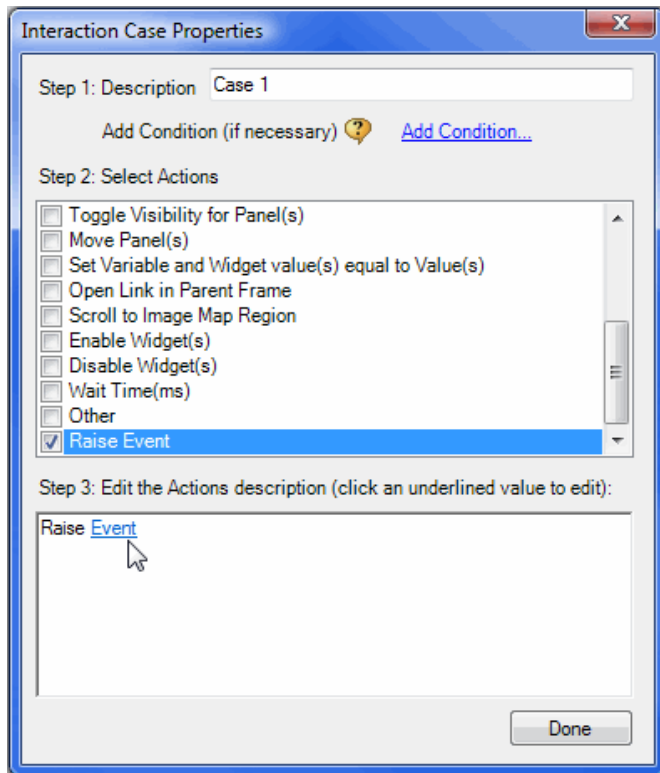 Interaction Case Properties
Step 1: Description Case 1
Add Condition (if necessary) ? Add Condition...
Step 2: Select Actions
Toggle Visibility for Panel(s)
Move Panel(s)
Set Variable and Widget value(s) equal to Value(s)
Open Link in Parent Frame
Scroll to Image Map Region
Enable Widget(s)
Disable Widget(s)
Wait Time(ms)
Other
Raise Event
Step 3: Edit the Actions description (click an underlined value to edit):
Raise Event
Done